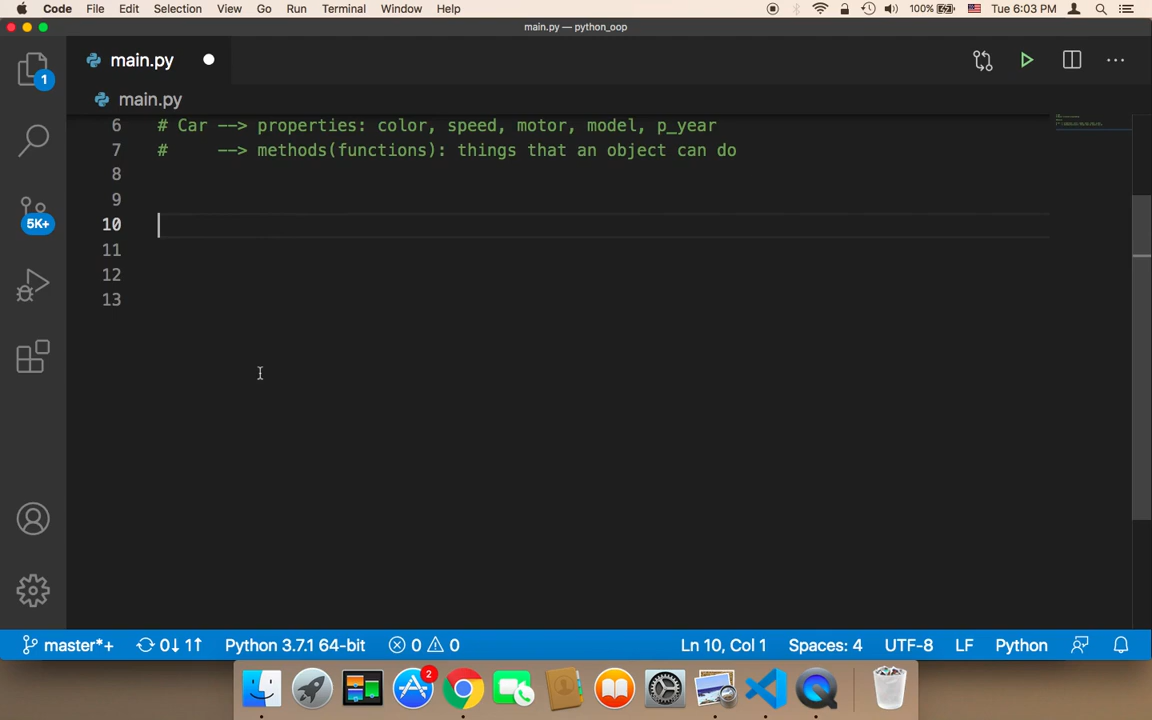 Code File Edit Selection View Go Run Terminal Window Help 100% Tue 6:03 PM
main.py — python_oop
main.py
1
main.py
6 # Car --> properties: color, speed, motor, model, p_year
7 # --> methods(functions): things that an object can do
8
9
5K+
10
11
12
13
master*+ 0↓ 1↑ Python 3.7.1 64-bit 0 0 Ln 10, Col 1 Spaces: 4 UTF-8 LF Python
2